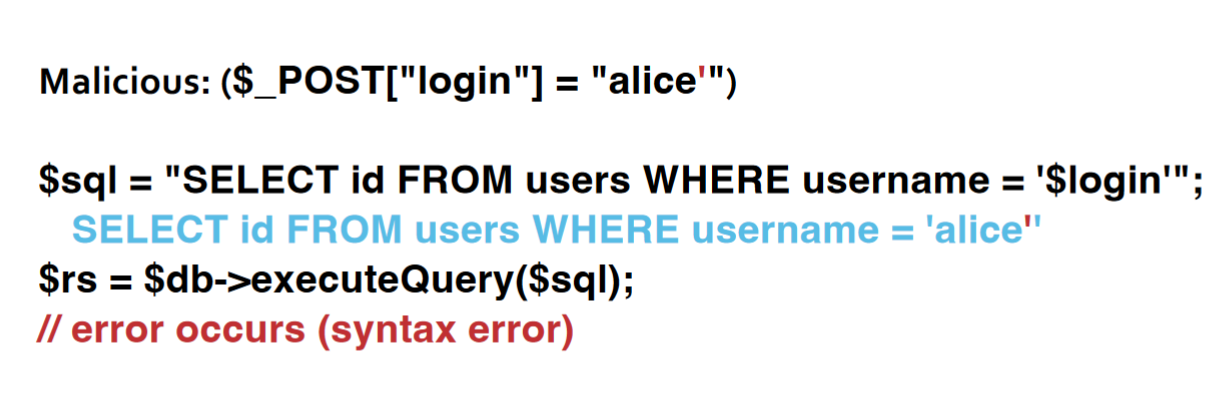 Malicious: ($_POST["login"] = "alice'")
$sql = "SELECT id FROM users WHERE username = '$login'";
SELECT id FROM users WHERE username = 'alice''
$rs = $db->executeQuery($sql);
// error occurs (syntax error)